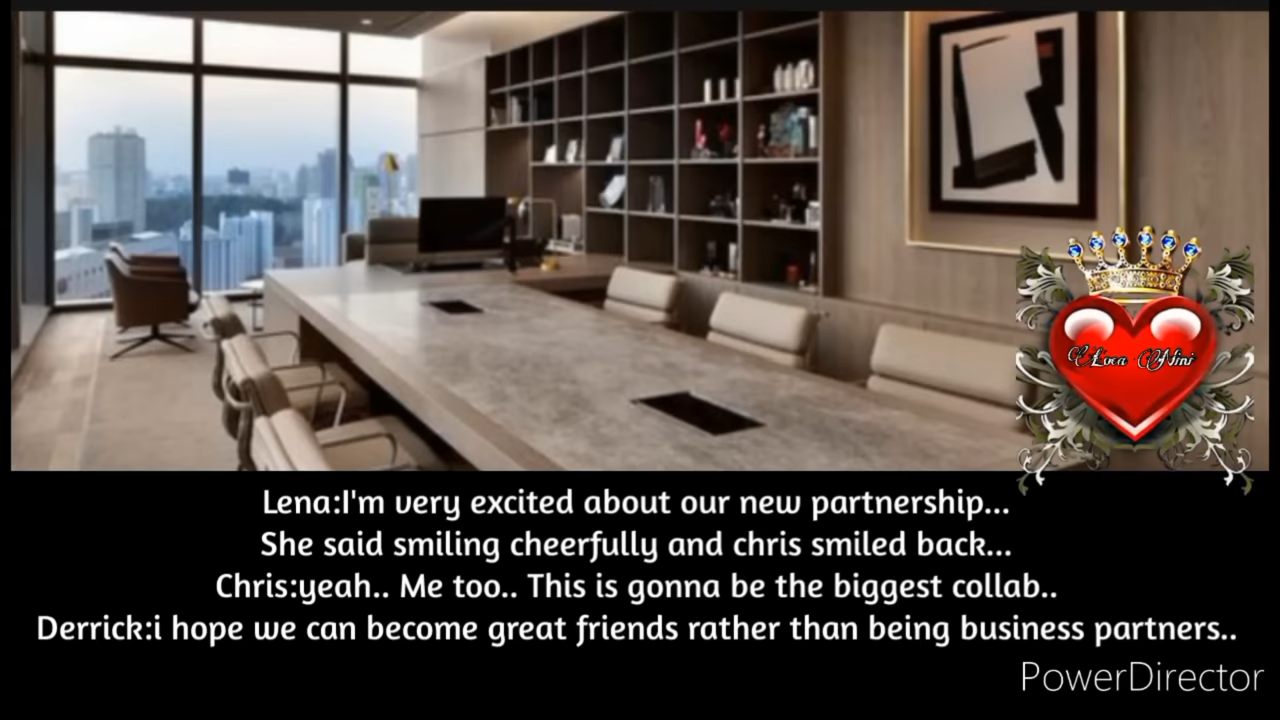 Loca Nini
Lena:I'm very excited about our new partnership...
She said smiling cheerfully and chris smiled back...
Chris:yeah.. Me too.. This is gonna be the biggest collab..
Derrick:i hope we can become great friends rather than being business partners..
PowerDirector